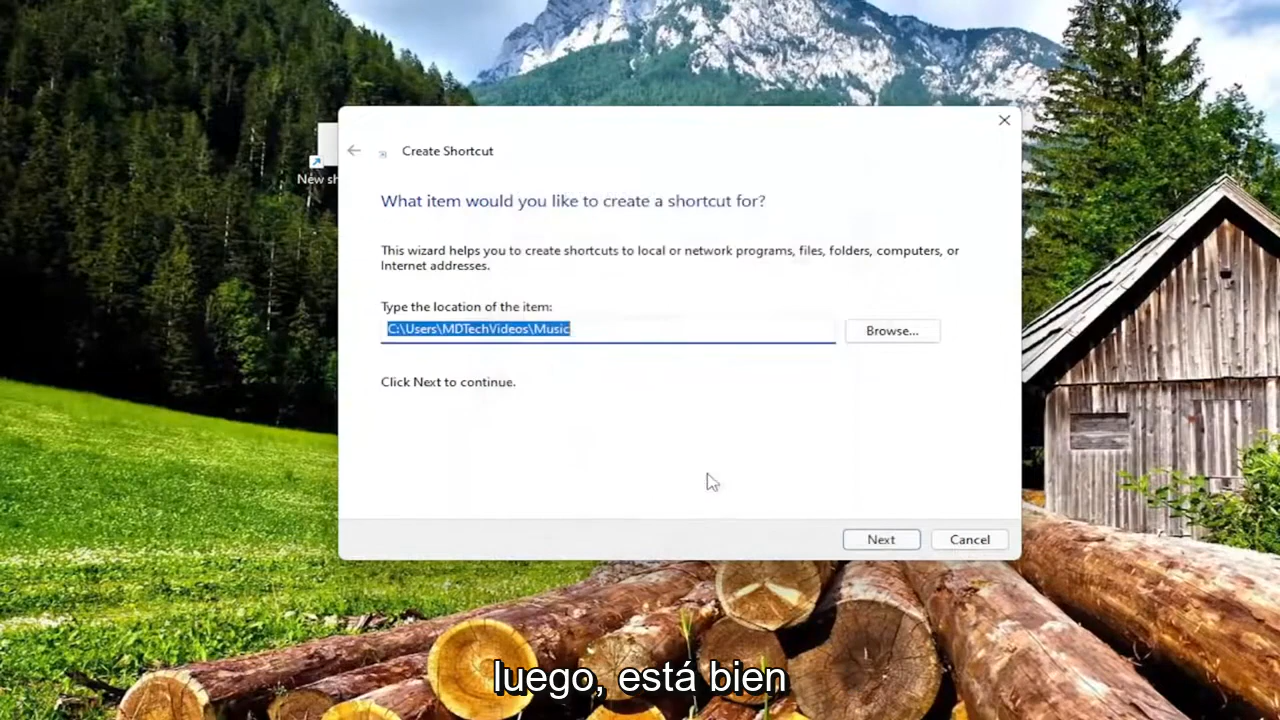 Create Shortcut
New sh
What item would you like to create a shortcut for?
This wizard helps you to create shortcuts to local or network programs, files, folders, computers, or
Internet addresses.
Type the location of the item:
C:\Users\MDTechVideos\Music
Browse...
Click Next to continue.
Next
Cancel
luego, está bien